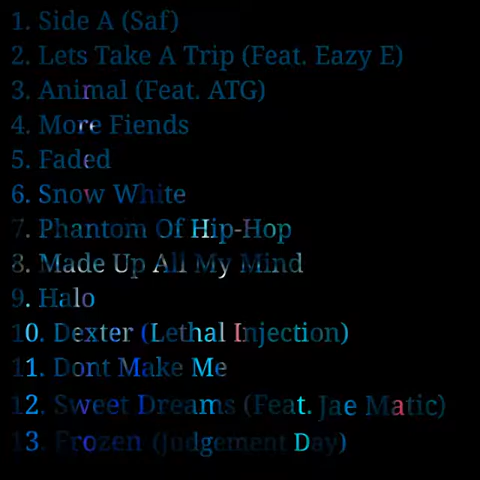 1. Side A (Saf)
2. Lets Take A Trip (Feat. Eazy E)
3. Animal (Feat. ATG)
4. More Fiends
5. Faded
6. Snow White
7. Phantom Of Hip-Hop
8. Made Up All My Mind
9. Halo
10. Dexter (Lethal Injection)
11. Dont Make Me
12. Sweet Dreams (Feat. Jae Matic)
13. Frozen (Judgement Day)